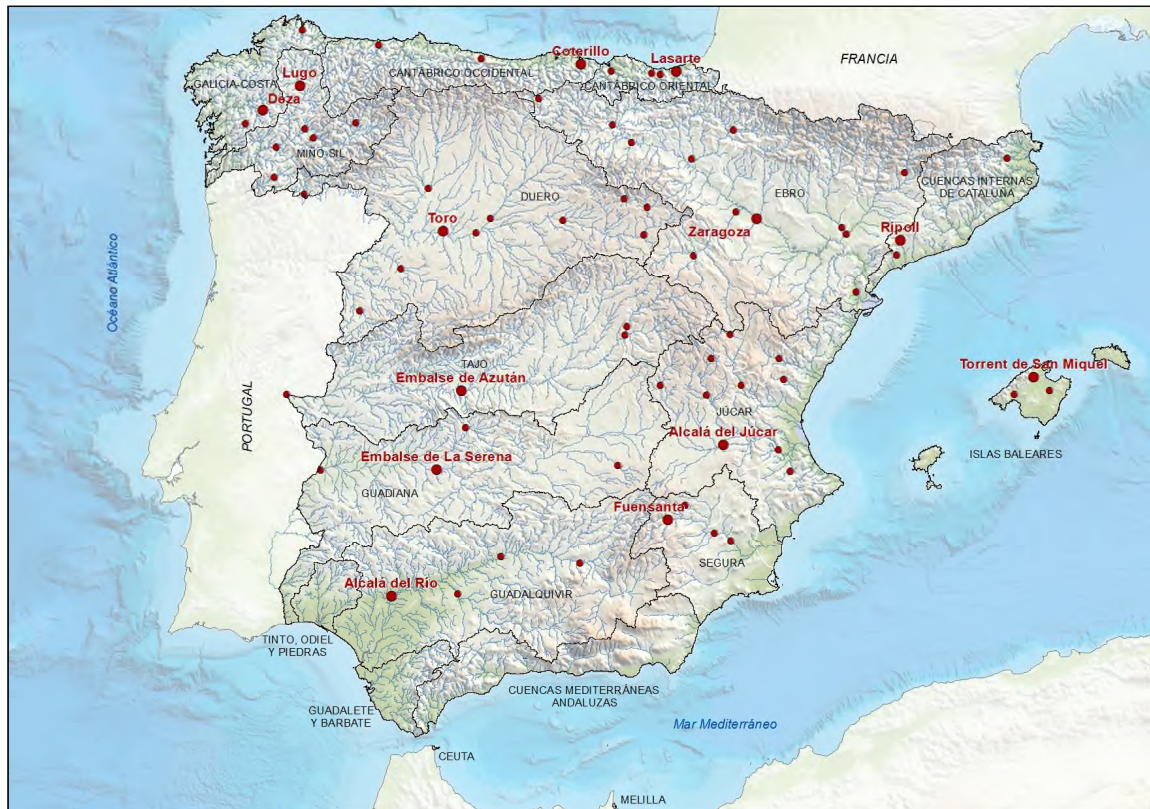 Coterillo
Lasarte
FRANCIA
Lugo
GALICIA-COSTA
CANTÁBRICO OCCIDENTAL
CANTÁBRICO ORIENTAL
Deza
MIÑO-SIL
CUENCAS INTERNAS
DE CATALUÑA
DUERO
EBRO
Toro
Zaragoza
Ripoll
Océano Atlántico
TAJO
Embalse de Azután
Torrent de San Miquel
PORTUGAL
JÚCAR
Alcalá del Júcar
Embalse de La Serena
ISLAS BALEARES
GUADIANA
Fuensanta
SEGURA
Alcalá del Río
GUADALQUIVIR
TINTO, ODIEL
Y PIEDRAS
CUENCAS MEDITERRÁNEAS
ANDALUZAS
GUADALETE
Y BARBATE
Mar Mediterráneo
CEUTA
MELILLA